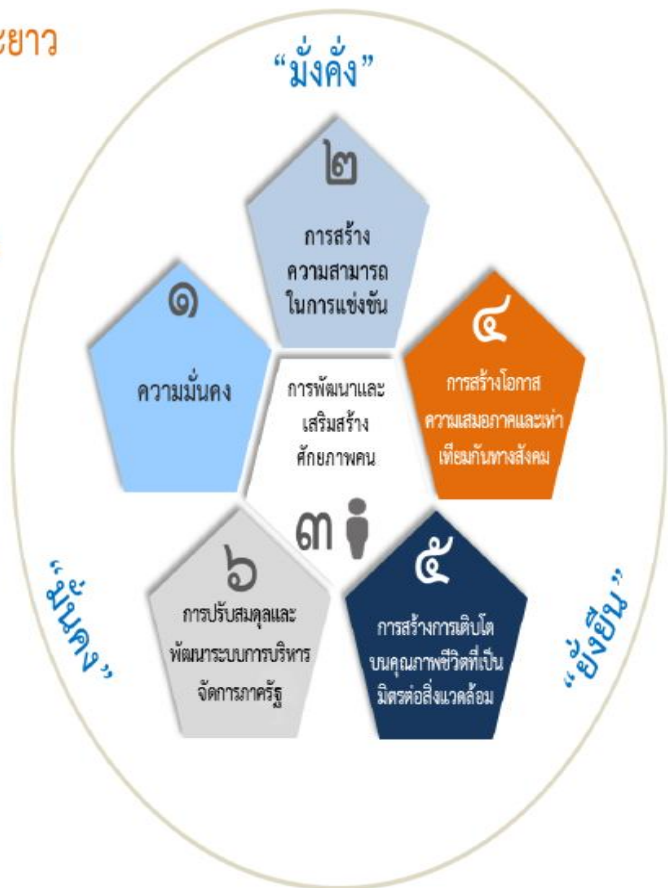 ะยาว
“มั่งคั่ง”
๒
การสร้าง
ความสามารถ
ในการแข่งขัน
๑
ความมั่นคง
๔
การสร้างโอกาส
ความเสมอภาคและเท่า
เทียมกันทางสังคม
การพัฒนาและ
เสริมสร้าง
ศักยภาพคน
๓
๖
การปรับสมดุลและ
พัฒนาระบบการบริหาร
จัดการภาครัฐ
๕
การสร้างการเติบโต
บนคุณภาพชีวิตที่เป็น
มิตรต่อสิ่งแวดล้อม
“มั่นคง”
“ยั่งยืน”